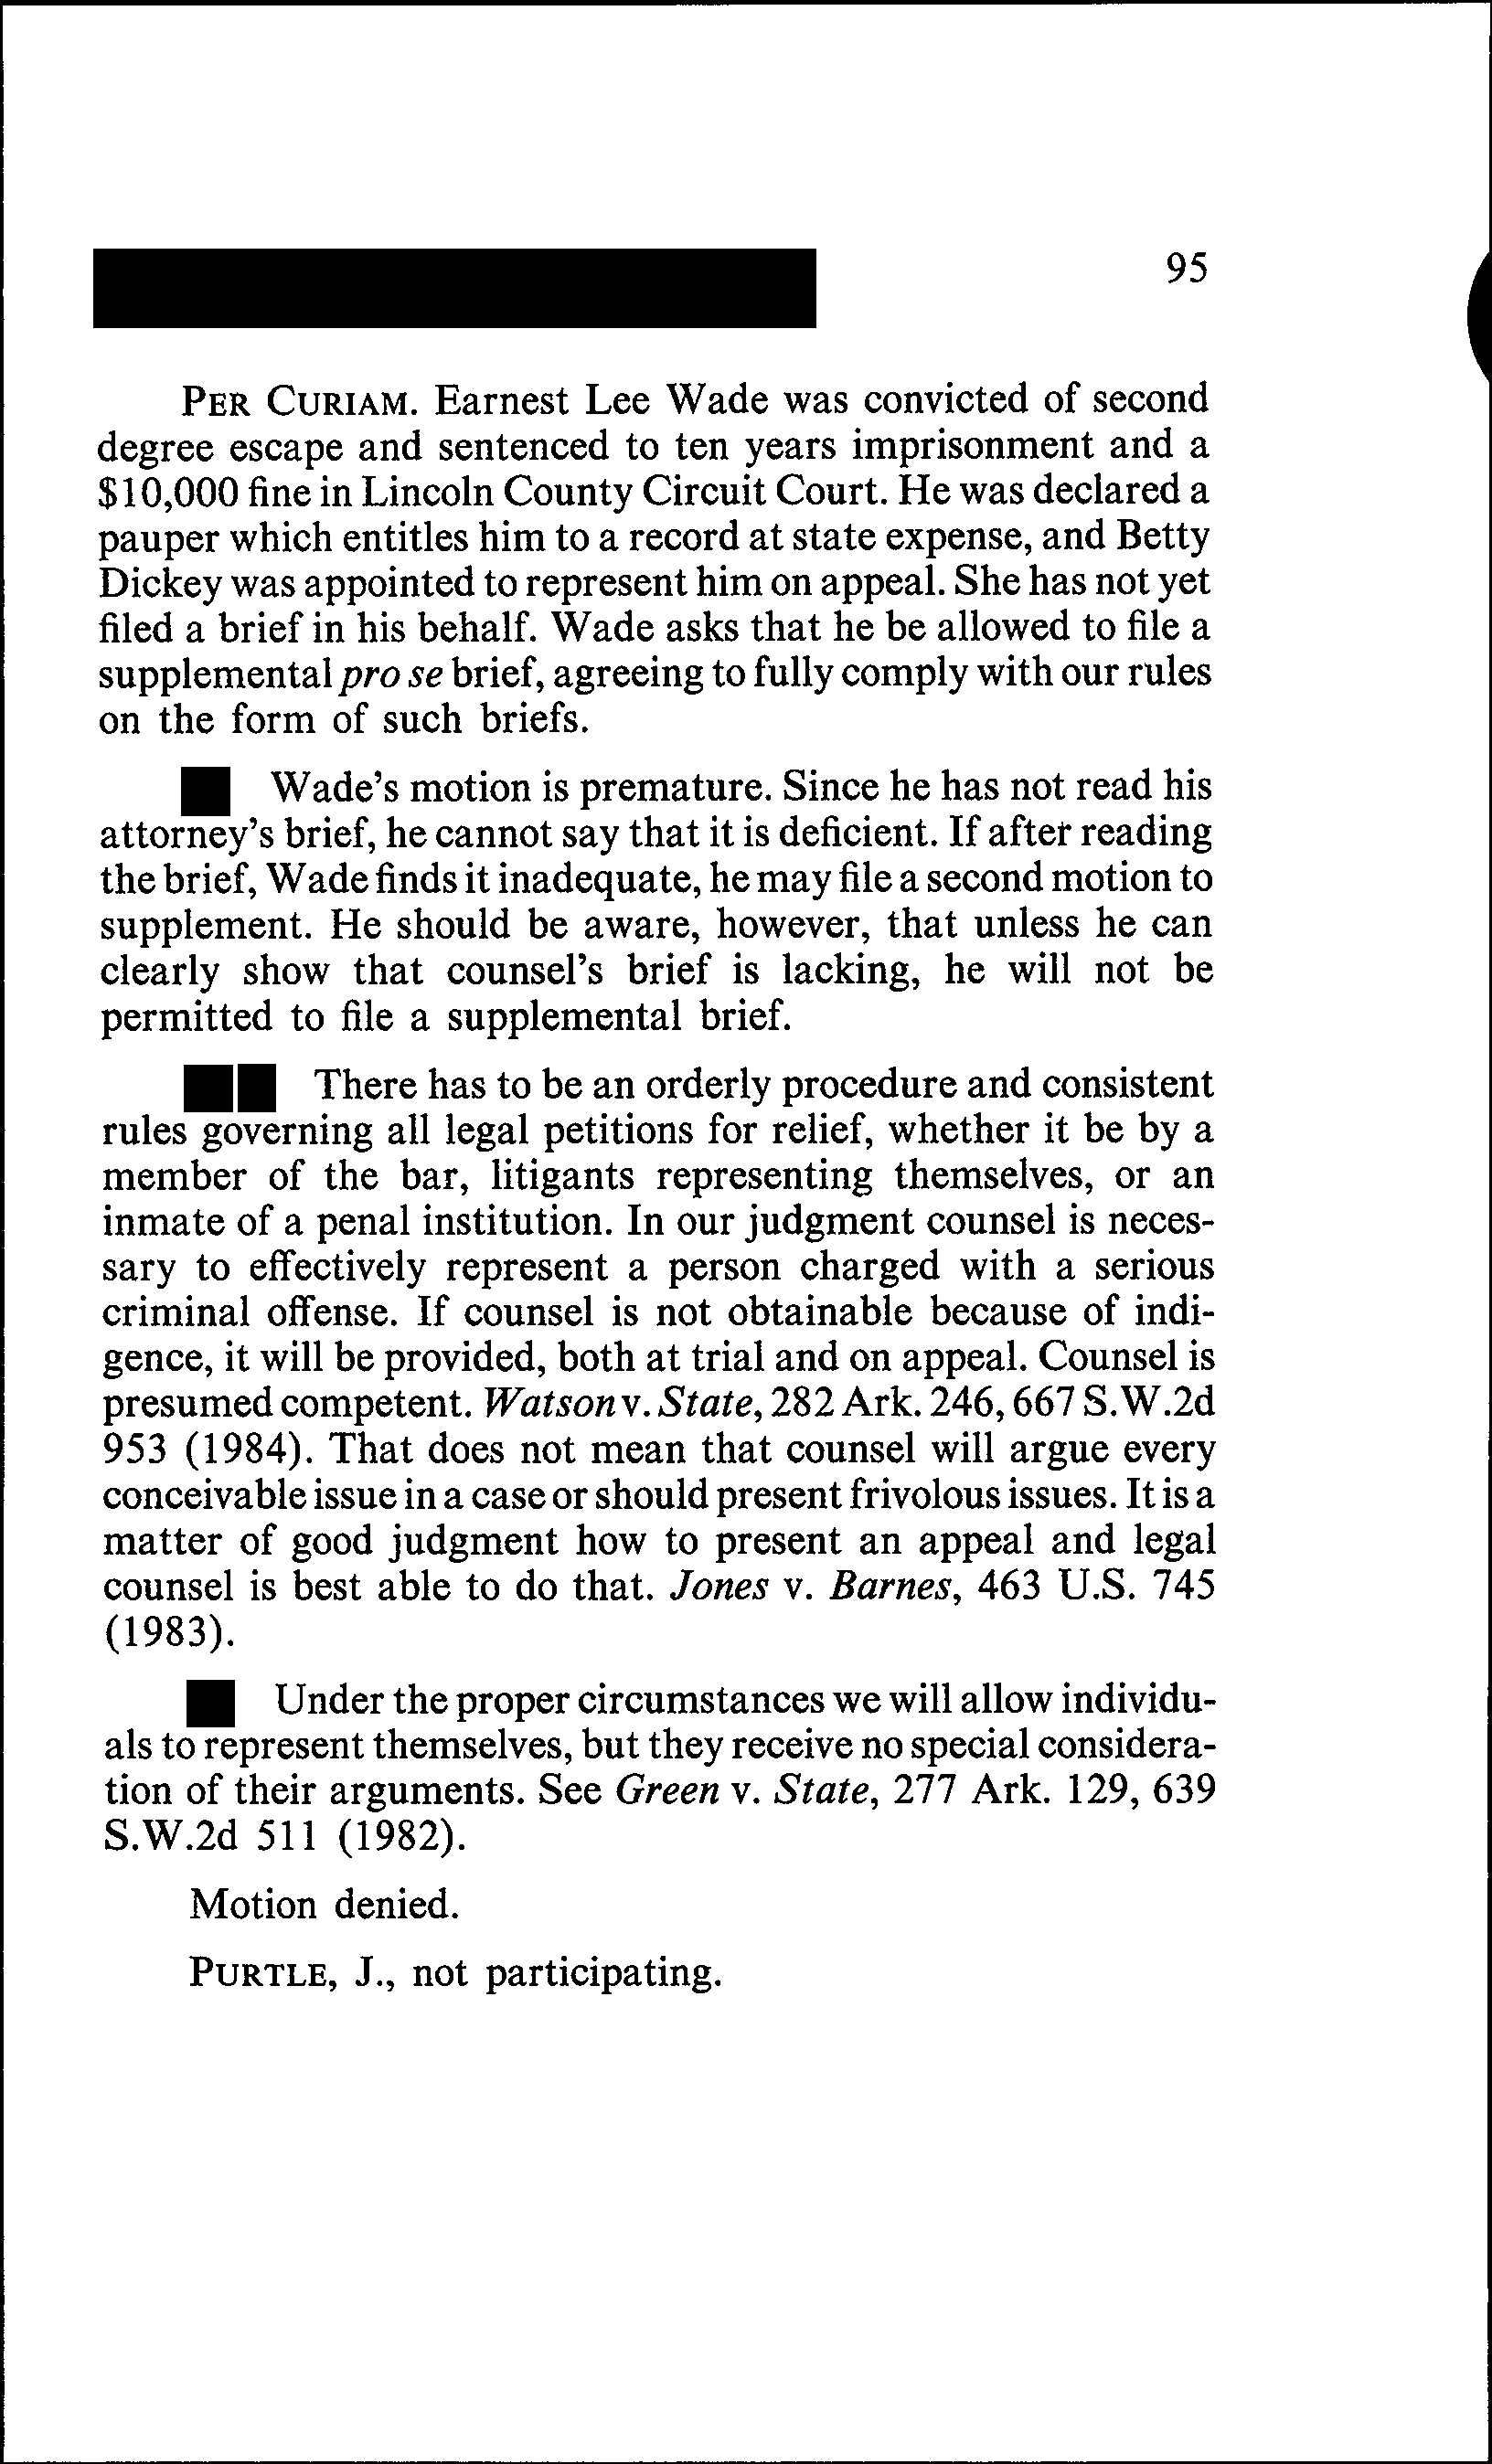 95
PER CURIAM. Earnest Lee Wade was convicted of second
degree escape and sentenced to ten years imprisonment and a
$10,000 fine in Lincoln County Circuit Court. He was declared a
pauper which entitles him to a record at state expense, and Betty
Dickey was appointed to represent him on appeal. She has not yet
filed a brief in his behalf. Wade asks that he be allowed to file a
supplemental pro se brief, agreeing to fully comply with our rules
on the form of such briefs.
Wade's motion is premature. Since he has not read his
attorney's brief, he cannot say that it is deficient. If after reading
the brief, Wade finds it inadequate, he may file a second motion to
supplement. He should be aware, however, that unless he can
clearly show that counsel's brief is lacking, he will not be
permitted to file a supplemental brief.
There has to be an orderly procedure and consistent
rules governing all legal petitions for relief, whether it be by a
member of the bar, litigants representing themselves, or an
inmate of a penal institution. In our judgment counsel is neces-
sary to effectively represent a person charged with a serious
criminal offense. If counsel is not obtainable because of indi-
gence, it will be provided, both at trial and on appeal. Counsel is
presumed competent. Watson v. State, 282 Ark. 246, 667 S.W.2d
953 (1984). That does not mean that counsel will argue every
conceivable issue in a case or should present frivolous issues. It is a
matter of good judgment how to present an appeal and legal
counsel is best able to do that. Jones v. Barnes, 463 U.S. 745
(1983).
Under the proper circumstances we will allow individu-
als to represent themselves, but they receive no special considera-
tion of their arguments. See Green v. State, 277 Ark. 129, 639
S.W.2d 511 (1982).
Motion denied.
PURTLE, J., not participating.